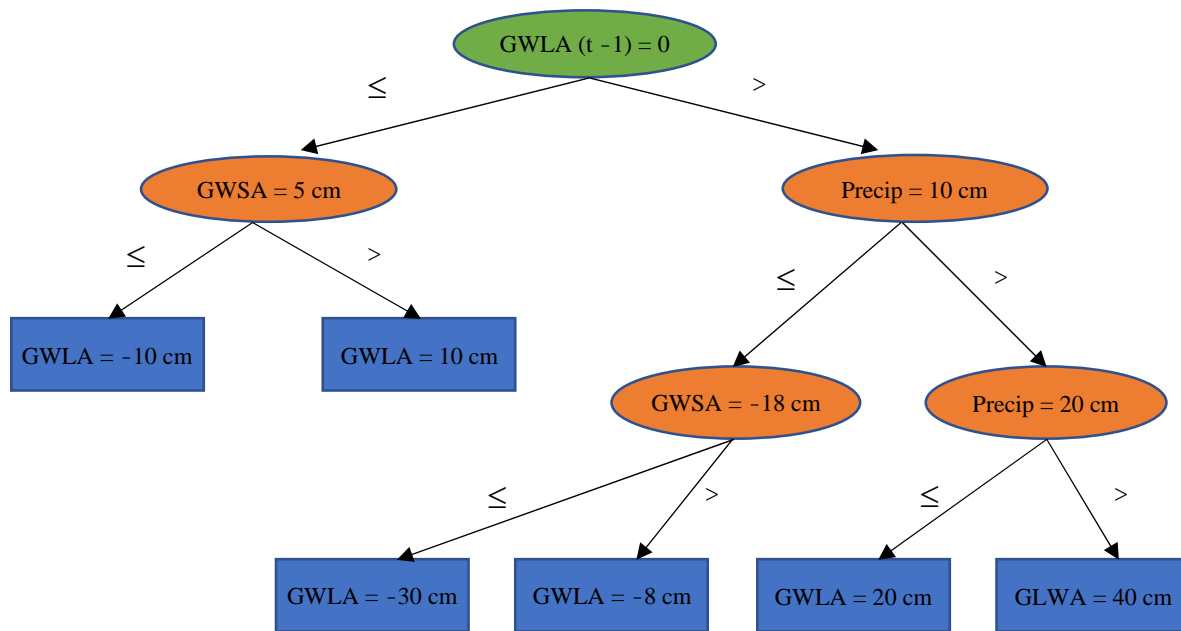 GWLA (t -1) = 0
≤
>
GWSA = 5 cm
Precip = 10 cm
≤
>
≤
>
GWLA = -10 cm
GWLA = 10 cm
GWSA = -18 cm
Precip = 20 cm
≤
>
≤
>
GWLA = -30 cm
GWLA = -8 cm
GWLA = 20 cm
GLWA = 40 cm